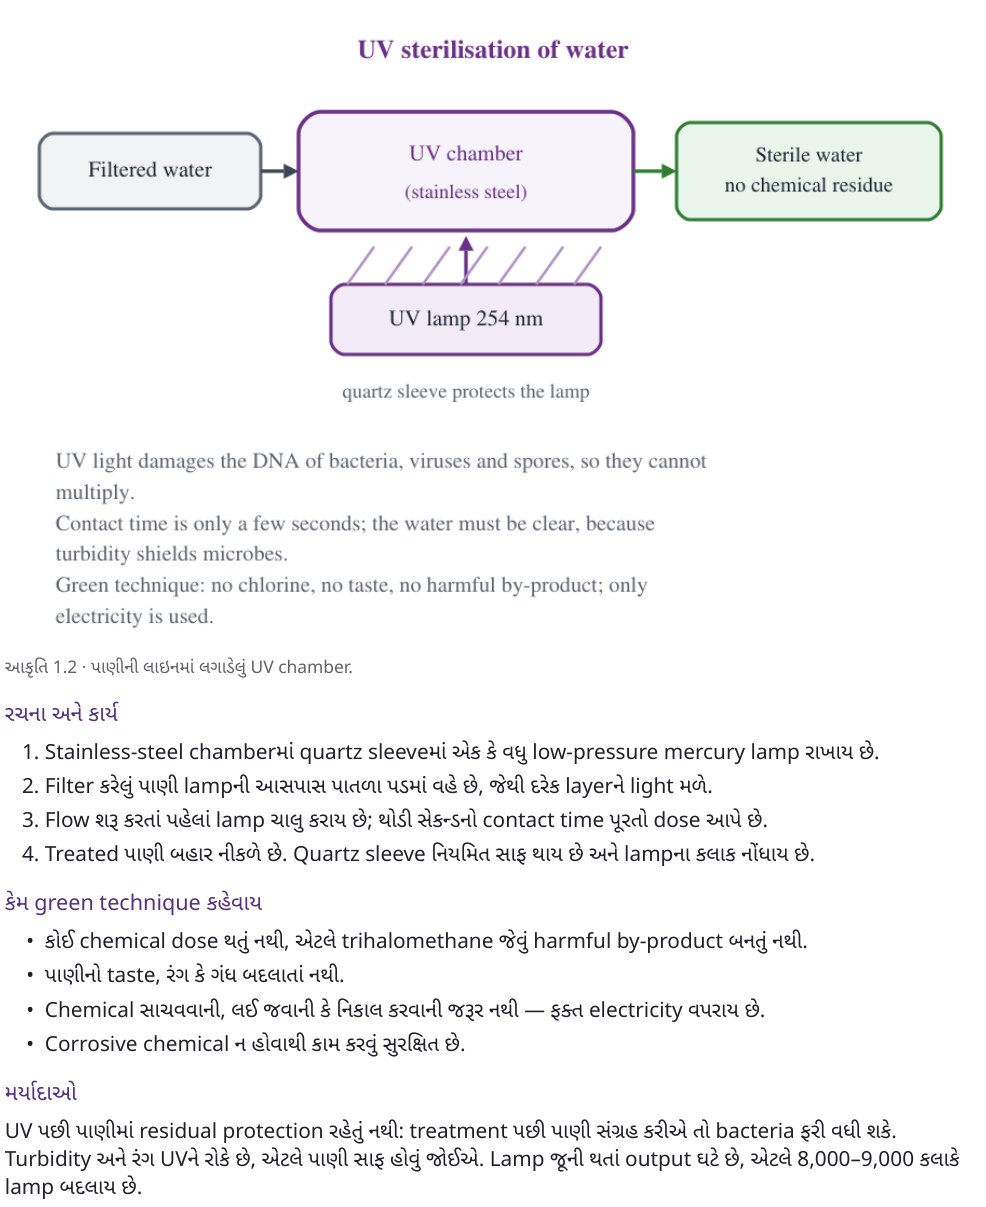 UV sterilisation of water
Filtered water
UV chamber
(stainless steel)
Sterile water
no chemical residue
UV lamp 254 nm
quartz sleeve protects the lamp
UV light damages the DNA of bacteria, viruses and spores, so they cannot
multiply.
Contact time is only a few seconds; the water must be clear, because
turbidity shields microbes.
Green technique: no chlorine, no taste, no harmful by-product; only
electricity is used.
આકૃતિ 1.2 · પાણીની લાઇનમાં લગાડેલું UV chamber.
રચના અને કાર્ય
1. Stainless-steel chamberમાં quartz sleeveમાં એક કે વધુ low-pressure mercury lamp રાખાય છે.
2. Filter કરેલું પાણી lampની આસપાસ પાતળા પડમાં વહે છે, જેથી દરેક layerને light મળે.
3. Flow શરૂ કરતાં પહેલાં lamp ચાલુ કરાય છે; થોડી સેકન્ડનો contact time પૂરતો dose આપે છે.
4. Treated પાણી બહાર નીકળે છે. Quartz sleeve નિયમિત સાફ થાય છે અને lampના કલાક નોંધાય છે.
કેમ green technique કહેવાય
• કોઈ chemical dose થતું નથી, એટલે trihalomethane જેવું harmful by-product બનતું નથી.
• પાણીનો taste, રંગ કે ગંધ બદલાતાં નથી.
• Chemical સાચવવાની, લઈ જવાની કે નિકાલ કરવાની જરૂર નથી — ફક્ત electricity વપરાય છે.
• Corrosive chemical ન હોવાથી કામ કરવું સુરક્ષિત છે.
મર્યાદાઓ
UV પછી પાણીમાં residual protection રહેતું નથી: treatment પછી પાણી સંગ્રહ કરીએ તો bacteria ફરી વધી શકે.
Turbidity અને રંગ UVને રોકે છે, એટલે પાણી સાફ હોવું જોઈએ. Lamp જૂની થતાં output ઘટે છે, એટલે 8,000–9,000 કલાકે
lamp બદલાય છે.